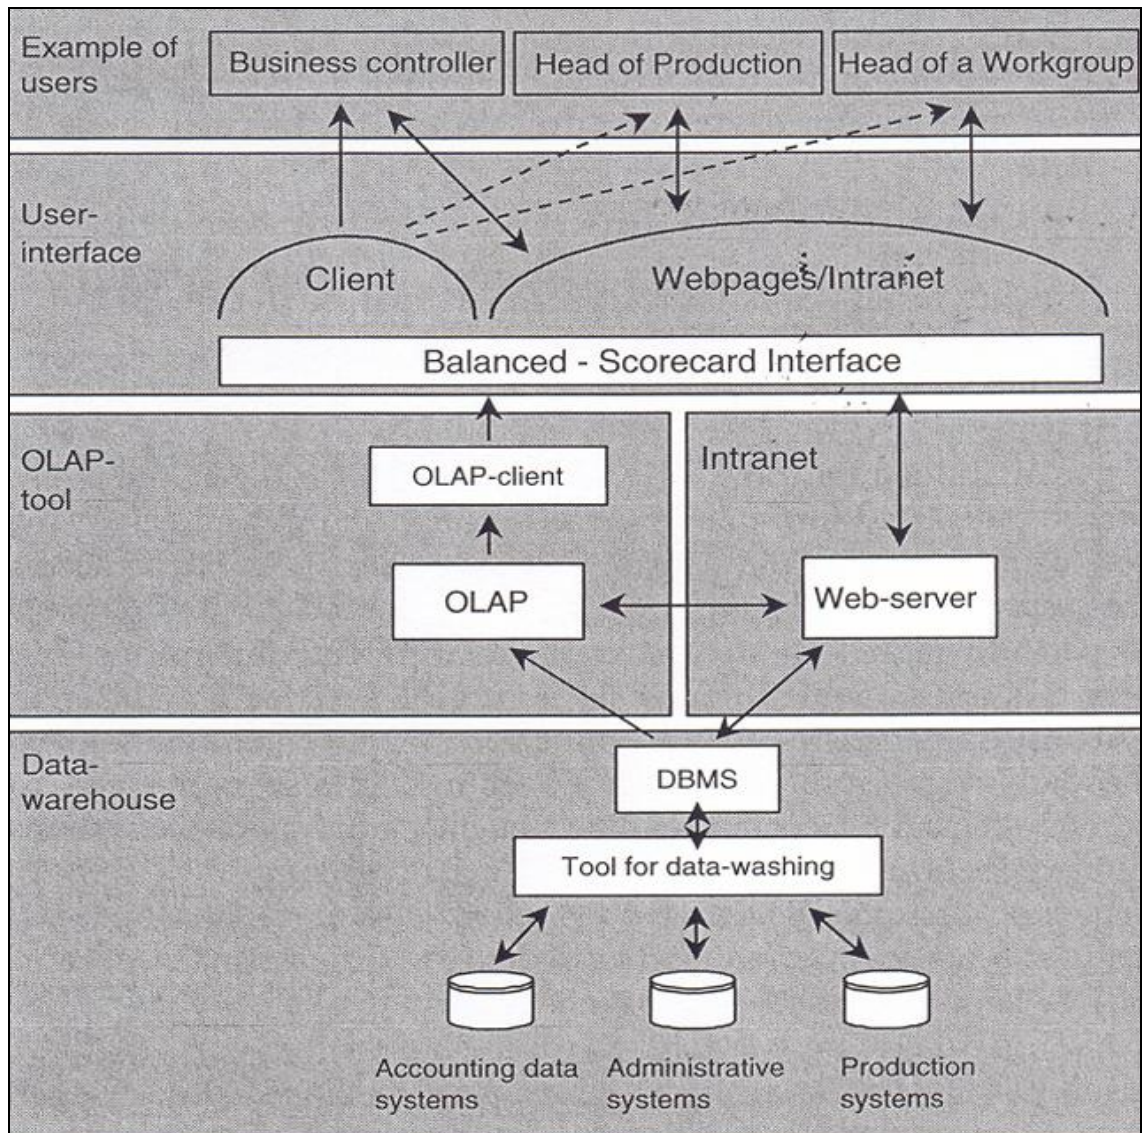 Example of
users
Business controller
Head of Production
Head of a Workgroup
User-
interface
Client
Webpages/Intranet
Balanced - Scorecard Interface
OLAP-
tool
OLAP-client
OLAP
Intranet
Web-server
Data-
warehouse
DBMS
Tool for data-washing
Accounting data
systems
Administrative
systems
Production
systems